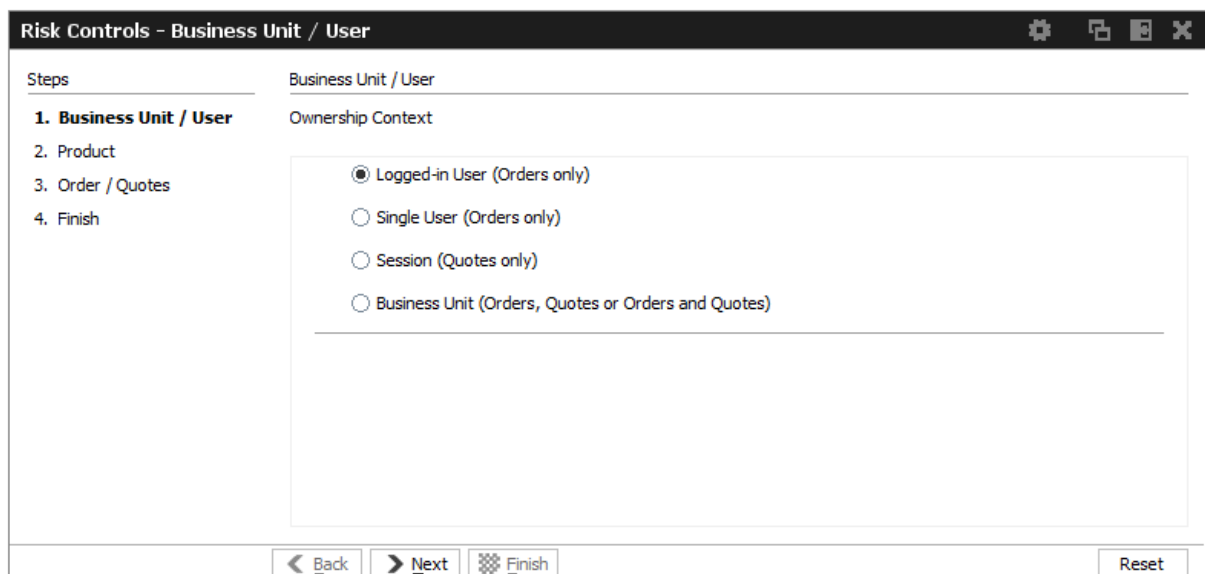 Risk Controls - Business Unit / User
Steps
1. Business Unit / User
2. Product
3. Order / Quotes
4. Finish
Business Unit / User
Ownership Context
Logged-in User (Orders only)
Single User (Orders only)
Session (Quotes only)
Business Unit (Orders, Quotes or Orders and Quotes)
Back Next Finish Reset